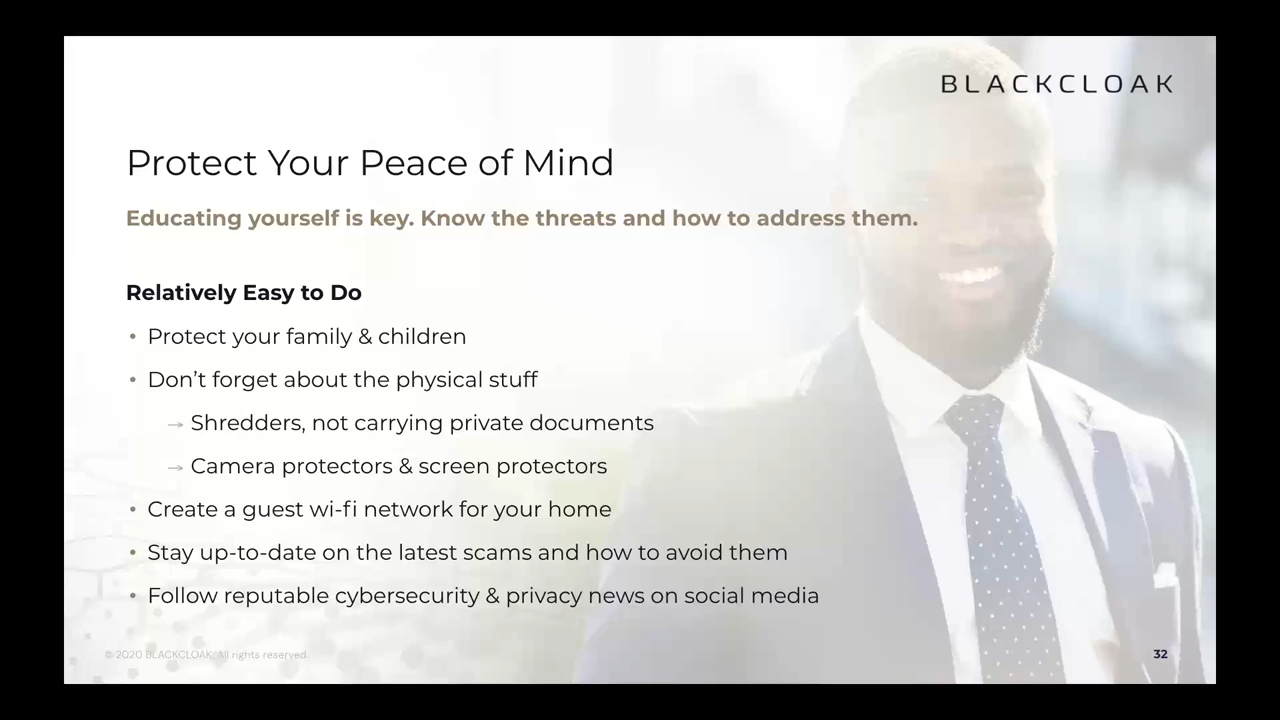 BLACKCLOAK
Protect Your Peace of Mind
Educating yourself is key. Know the threats and how to address them.
Relatively Easy to Do
• Protect your family & children
• Don’t forget about the physical stuff
→ Shredders, not carrying private documents
→ Camera protectors & screen protectors
• Create a guest wi-fi network for your home
• Stay up-to-date on the latest scams and how to avoid them
• Follow reputable cybersecurity & privacy news on social media
© 2020 BLACKCLOAK. All rights reserved.
32